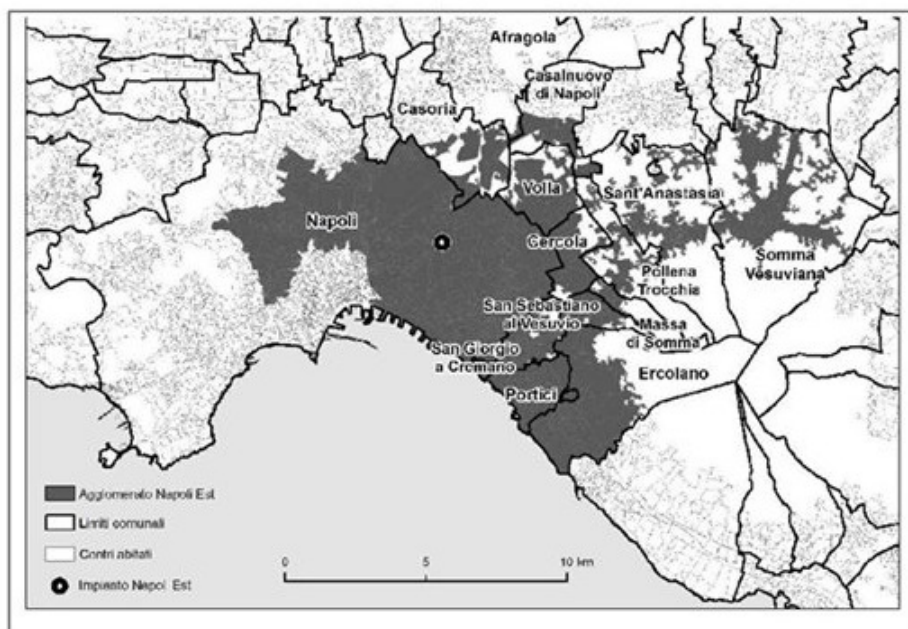 Afragola
Casalnuovo
di Napoli
Casoria
Volla
Sant'Anastasia
Napoli
Cercola
Somma
Vesuviana
Pollena
Trocchia
San Sebastiano
al Vesuvio
Massa
di Somma
San Giorgio
a Cremano
Ercolano
Portici
Agglomerato Napoli Est
Limiti comunali
Centri abitati
Impianto Napoli Est
0 5 10 km